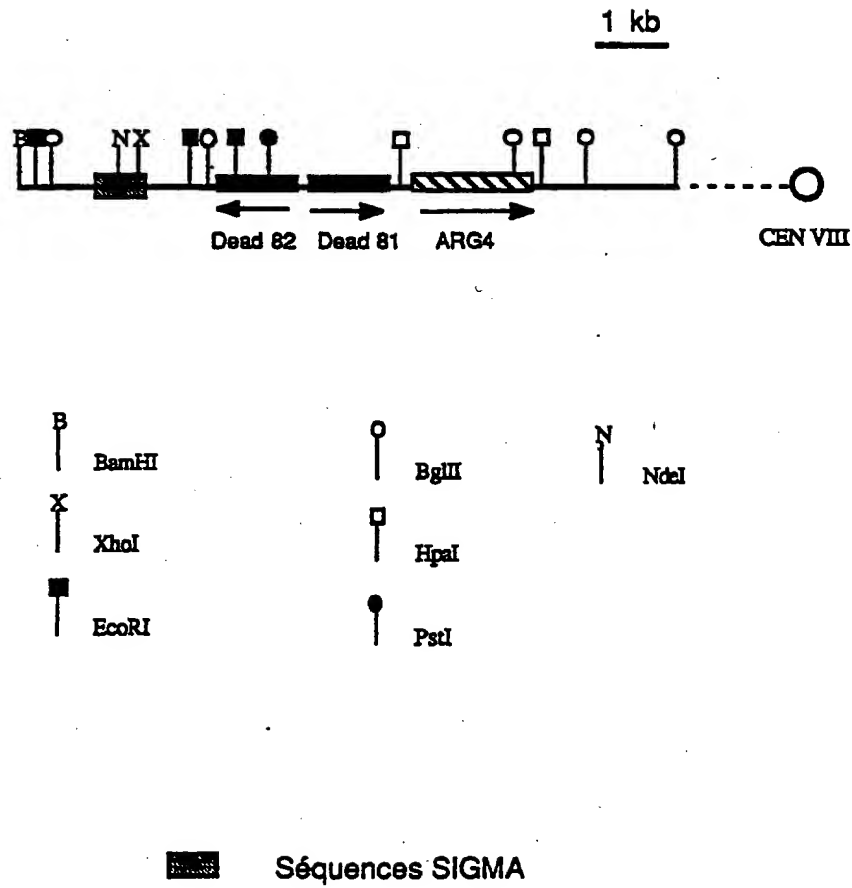 1 kb
B N X
Dead 82 Dead 81 ARG4 CEN VIII
B N
BamHI BglII NdeI
X
XhoI HpaI
EcoRI PstI
Séquences SIGMA